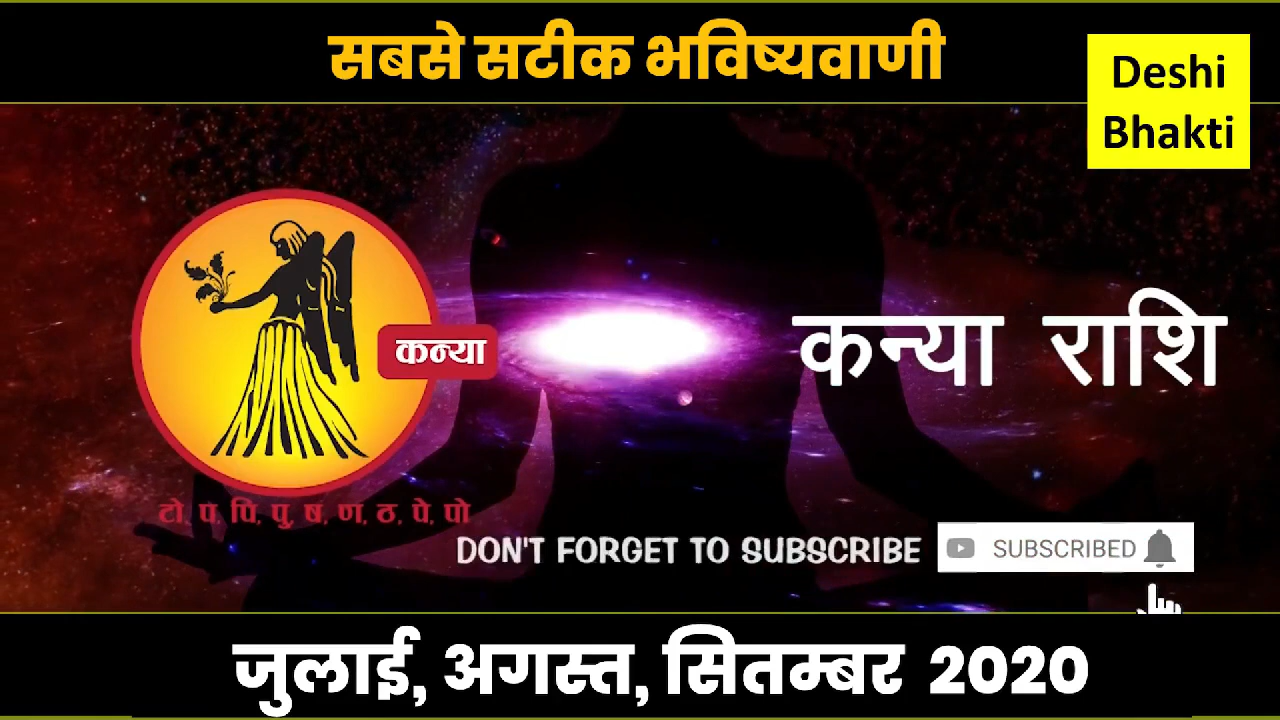 सबसे सटीक भविष्यवाणी
Deshi
Bhakti
कन्या
कन्या राशि
टो. प. पि. पु. ष. ण. ठ. पे. पो
DON'T FORGET TO SUBSCRIBE
SUBSCRIBED
जुलाई, अगस्त, सितम्बर 2020